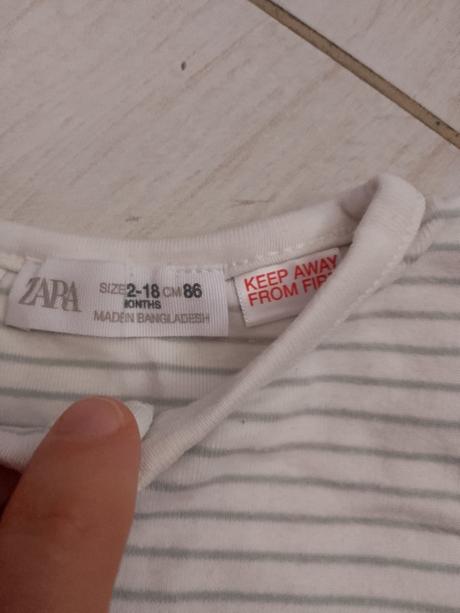 ZARA
SIZE 2-18 CM 86
MONTHS
MADE IN BANGLADESH
KEEP AWAY
FROM FIRE